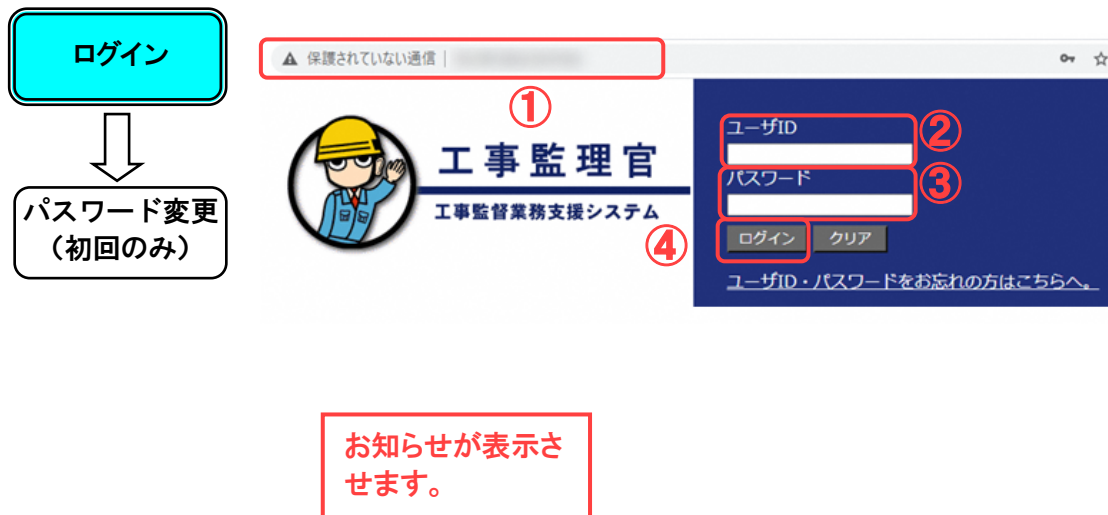 ログイン
パスワード変更
（初回のみ）
保護されていない通信
①
工事監理官
工事監督業務支援システム
ユーザID
②
パスワード
③
④
ログイン
クリア
ユーザID・パスワードをお忘れの方はこちらへ。
お知らせが表示さ
せます。